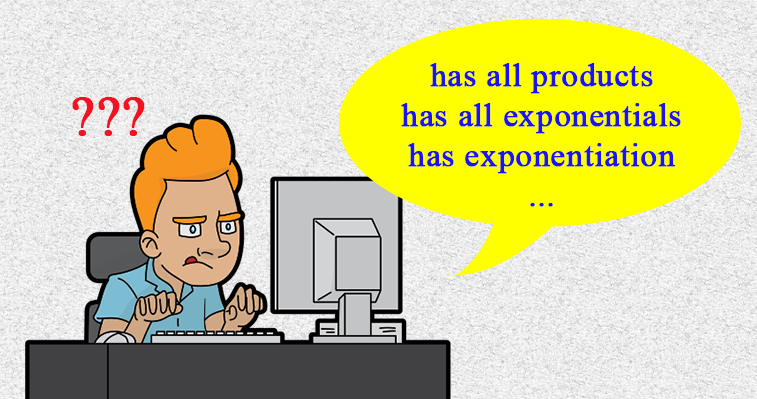 ???
has all products
has all exponentials
has exponentiation
...